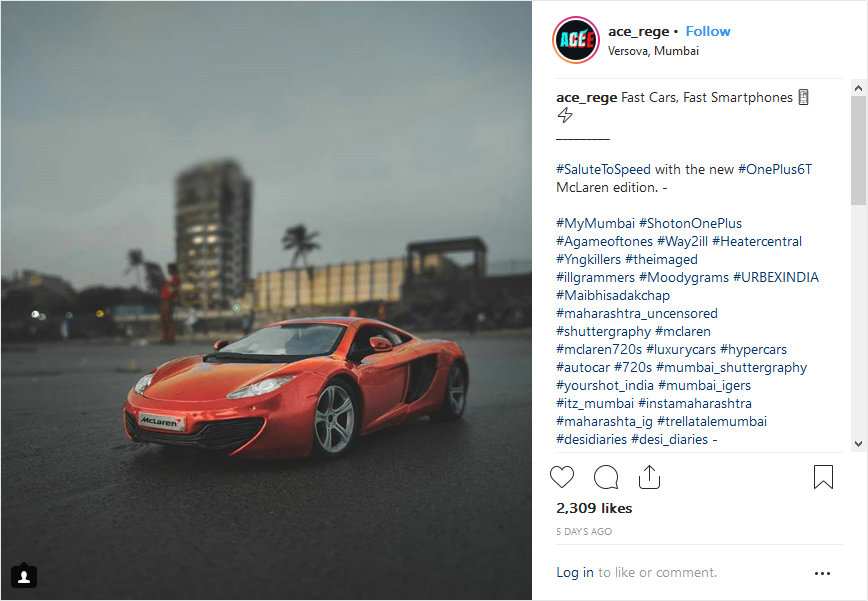 ACEE
ace_rege • Follow
Versova, Mumbai
ace_rege Fast Cars, Fast Smartphones
_________
#SaluteToSpeed with the new #OnePlus6T
McLaren edition. -
#MyMumbai #ShotonOnePlus
#Agameoftones #Way2ill #Heatercentral
#Yngkillers #theimaged
#illgrammers #Moodygrams #URBEXINDIA
#Maibhisadakchap
#maharashtra_uncensored
#shuttergraphy #mclaren
#mclaren720s #luxurycars #hypercars
#autocar #720s #mumbai_shuttergraphy
#yourshot_india #mumbai_igers
#itz_mumbai #instamaharashtra
#maharashta_ig #trellatalemumbai
#desidiaries #desi_diaries -
McLaren
2,309 likes
5 DAYS AGO
Log in to like or comment.